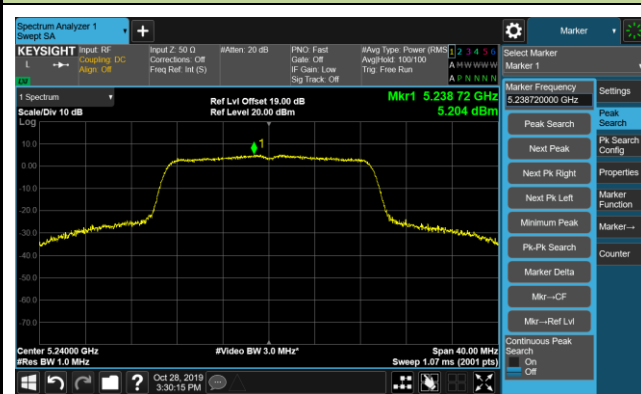 Spectrum Analyzer 1
Swept SA
+
Marker
KEYSIGHT
L
Input: RF
Coupling: DC
Align: Off
Input Z: 50 Ω
Corrections: Off
Freq Ref: Int (S)
#Atten: 20 dB
PNO: Fast
Gate: Off
IF Gain: Low
Sig Track: Off
#Avg Type: Power (RMS
Avg|Hold: 100/100
Trig: Free Run
1 2 3 4 5 6
A W W W W W
A P N N N N
Select Marker
Marker 1
1 Spectrum
Scale/Div 10 dB
Log
Ref Lvl Offset 19.00 dB
Ref Level 20.00 dBm
Mkr1 5.238 72 GHz
5.204 dBm
1
10.0
0.00
-10.0
-20.0
-30.0
-40.0
-50.0
-60.0
-70.0
Center 5.24000 GHz
#Res BW 1.0 MHz
#Video BW 3.0 MHz*
Span 40.00 MHz
Sweep 1.07 ms (2001 pts)
Marker Frequency
5.238720000 GHz
Peak Search
Next Peak
Next Pk Right
Next Pk Left
Minimum Peak
Pk-Pk Search
Marker Delta
Mkr→CF
Mkr→Ref Lvl
Continuous Peak
Search
On
Off
Settings
Peak
Search
Pk Search
Config
Properties
Marker
Function
Marker→
Counter
?
Oct 28, 2019
3:30:15 PM